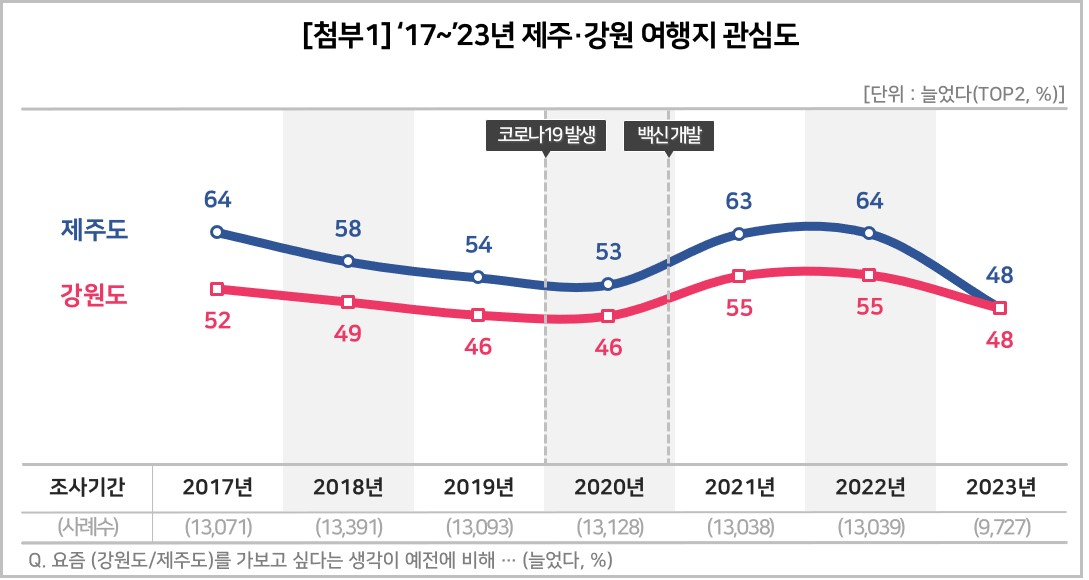 [첨부1] ‘17~’23년 제주·강원 여행지 관심도
[단위 : 늘었다(TOP2, %)]
코로나19 발생 백신 개발
64 58 54 53 63 64 48
제주도
강원도
52 49 46 46 55 55 48
조사기간 2017년 2018년 2019년 2020년 2021년 2022년 2023년
(사례수) (13,071) (13,391) (13,093) (13,128) (13,038) (13,039) (9,727)
Q. 요즘 (강원도/제주도)를 가보고 싶다는 생각이 예전에 비해 … (늘었다, %)